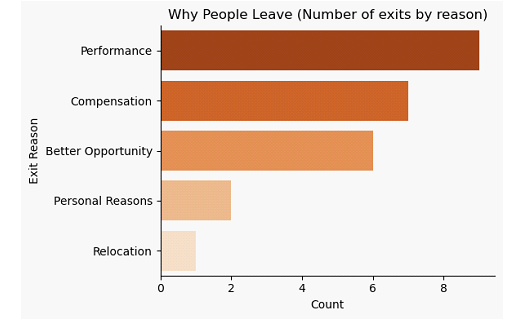 Why People Leave (Number of exits by reason)
Exit Reason
Performance
Compensation
Better Opportunity
Personal Reasons
Relocation
0 2 4 6 8
Count